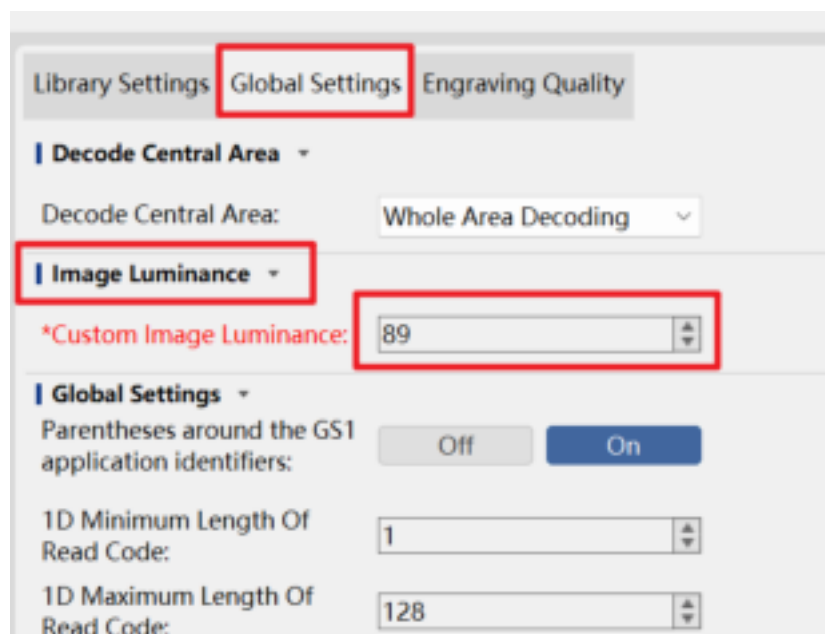 Library Settings Global Settings Engraving Quality
Decode Central Area
Decode Central Area: Whole Area Decoding
Image Luminance
*Custom Image Luminance: 89
Global Settings
Parentheses around the GS1
application identifiers: Off On
1D Minimum Length Of
Read Code: 1
1D Maximum Length Of
Read Code: 128